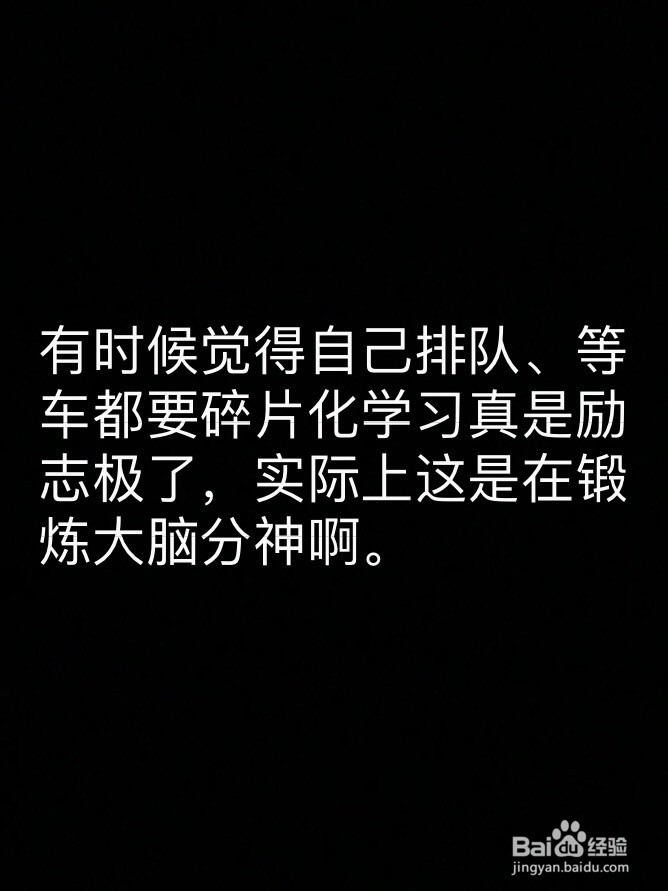 有时候觉得自己排队、等
车都要碎片化学习真是励
志极了，实际上这是在锻
炼大脑分神啊。
Baidu经验
jingyan.baidu.com